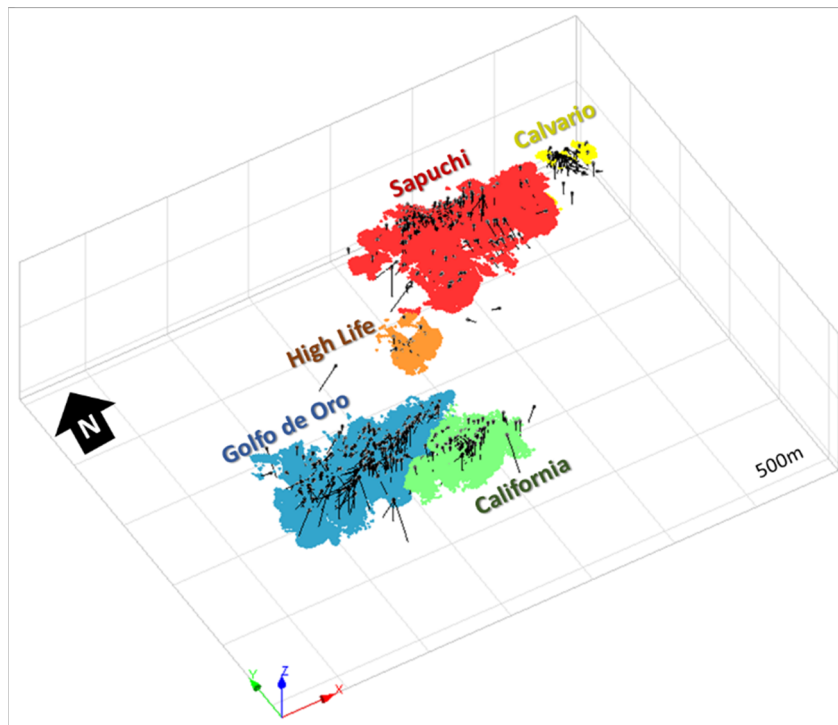 Calvario
Sapuchi
High Life
N
Golfo de Oro
California
500m
Y
Z
X